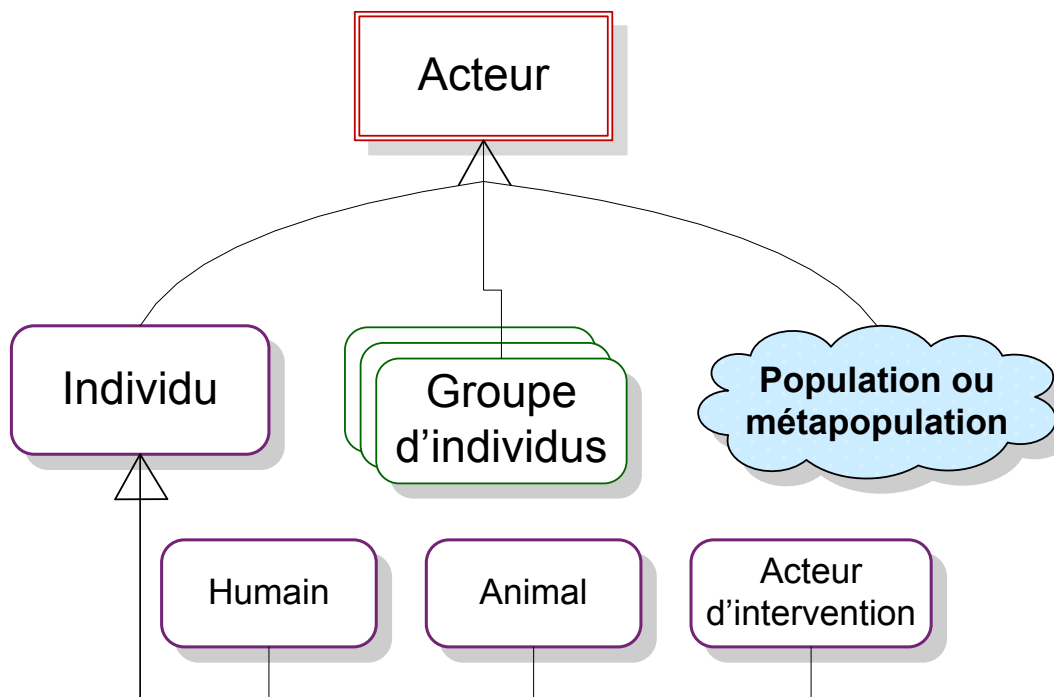 Acteur
Individu
Groupe
d’individus
Population ou
métapopulation
Humain
Animal
Acteur
d’intervention